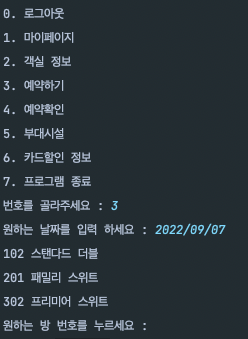 0. 로그아웃
1. 마이페이지
2. 객실 정보
3. 예약하기
4. 예약확인
5. 부대시설
6. 카드할인 정보
7. 프로그램 종료
번호를 골라주세요 : 3
원하는 날짜를 입력 하세요 : 2022/09/07
102 스탠다드 더블
201 패밀리 스위트
302 프리미어 스위트
원하는 방 번호를 누르세요 :